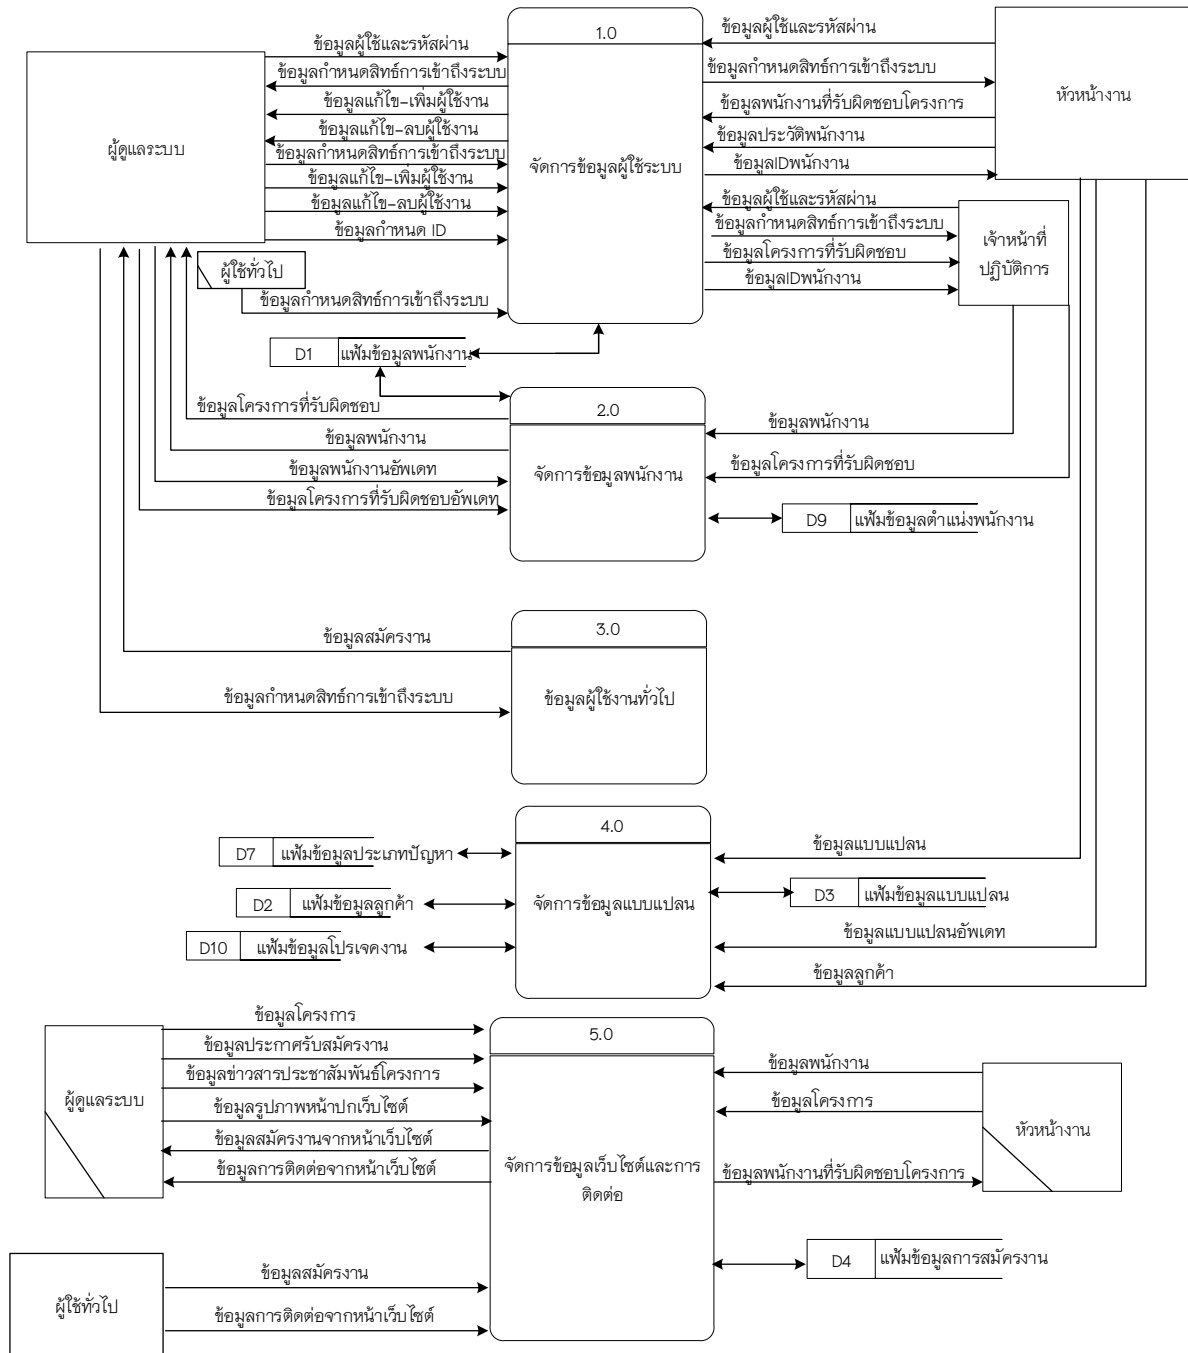 1.0
จัดการข้อมูลผู้ใช้ระบบ
ผู้ดูแลระบบ
ข้อมูลผู้ใช้และรหัสผ่าน
ข้อมูลกำหนดสิทธ์การเข้าถึงระบบ
ข้อมูลแก้ไข-เพิ่มผู้ใช้งาน
ข้อมูลแก้ไข-ลบผู้ใช้งาน
ข้อมูลกำหนดสิทธ์การเข้าถึงระบบ
ข้อมูลแก้ไข-เพิ่มผู้ใช้งาน
ข้อมูลแก้ไข-ลบผู้ใช้งาน
ข้อมูลกำหนด ID
ผู้ใช้ทั่วไป
ข้อมูลกำหนดสิทธ์การเข้าถึงระบบ
หัวหน้างาน
ข้อมูลผู้ใช้และรหัสผ่าน
ข้อมูลกำหนดสิทธ์การเข้าถึงระบบ
ข้อมูลพนักงานที่รับผิดชอบโครงการ
ข้อมูลประวัติพนักงาน
ข้อมูลIDพนักงาน
ข้อมูลผู้ใช้และรหัสผ่าน
ข้อมูลกำหนดสิทธ์การเข้าถึงระบบ
ข้อมูลโครงการที่รับผิดชอบ
ข้อมูลIDพนักงาน
เจ้าหน้าที่
ปฏิบัติการ
D1 แฟ้มข้อมูลพนักงาน
2.0
จัดการข้อมูลพนักงาน
ข้อมูลโครงการที่รับผิดชอบ
ข้อมูลพนักงาน
ข้อมูลพนักงานอัพเดท
ข้อมูลโครงการที่รับผิดชอบอัพเดท
ข้อมูลพนักงาน
ข้อมูลโครงการที่รับผิดชอบ
D9 แฟ้มข้อมูลตำแน่งพนักงาน
3.0
ข้อมูลผู้ใช้งานทั่วไป
ข้อมูลสมัครงาน
ข้อมูลกำหนดสิทธ์การเข้าถึงระบบ
4.0
จัดการข้อมูลแบบแปลน
D7 แฟ้มข้อมูลประเภทปัญหา
D2 แฟ้มข้อมูลลูกค้า
D10 แฟ้มข้อมูลโปรเจคงาน
ข้อมูลแบบแปลน
D3 แฟ้มข้อมูลแบบแปลน
ข้อมูลแบบแปลนอัพเดท
ข้อมูลลูกค้า
5.0
จัดการข้อมูลเว็บไซต์และการ
ติดต่อ
ผู้ดูแลระบบ
ข้อมูลโครงการ
ข้อมูลประกาศรับสมัครงาน
ข้อมูลข่าวสารประชาสัมพันธ์โครงการ
ข้อมูลรูปภาพหน้าปกเว็บไซต์
ข้อมูลสมัครงานจากหน้าเว็บไซต์
ข้อมูลการติดต่อจากหน้าเว็บไซต์
ข้อมูลพนักงาน
ข้อมูลโครงการ
หัวหน้างาน
ข้อมูลพนักงานที่รับผิดชอบโครงการ
D4 แฟ้มข้อมูลการสมัครงาน
ผู้ใช้ทั่วไป
ข้อมูลสมัครงาน
ข้อมูลการติดต่อจากหน้าเว็บไซต์